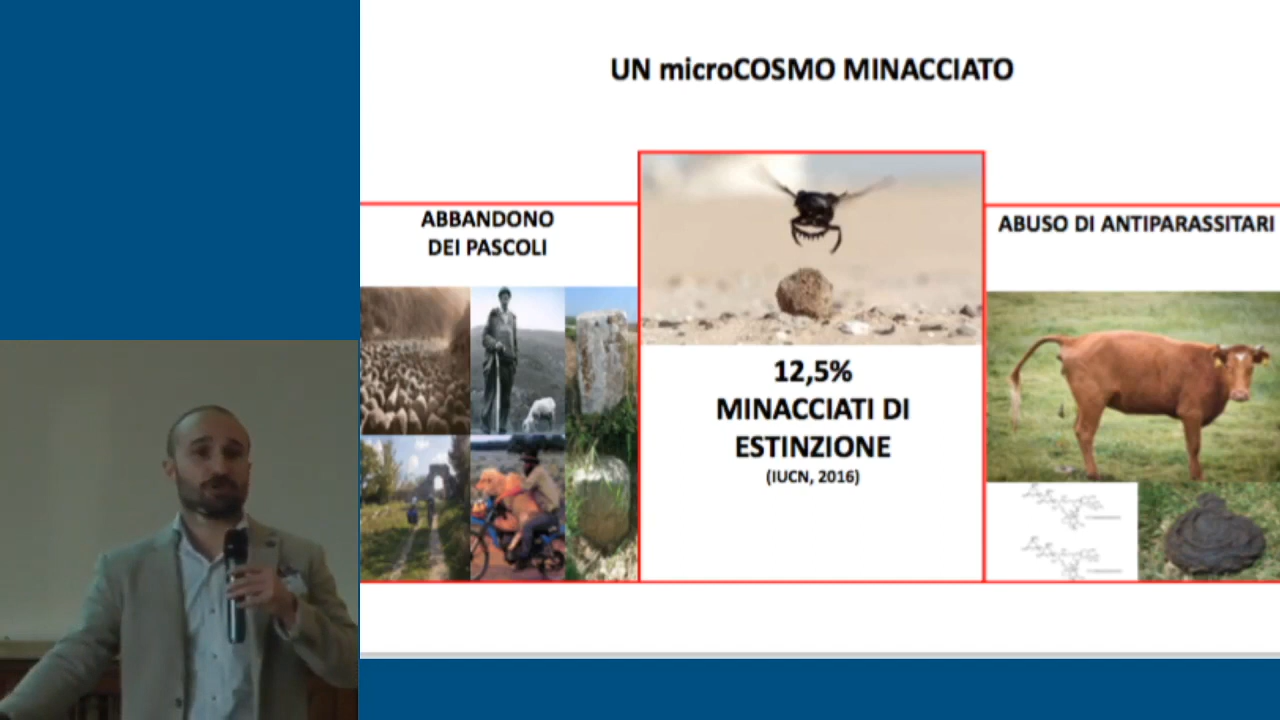 UN microCOSMO MINACCIATO
ABBANDONO
DEI PASCOLI
12,5%
MINACCIATI DI
ESTINZIONE
(IUCN, 2016)
ABUSO DI ANTIPARASSITARI